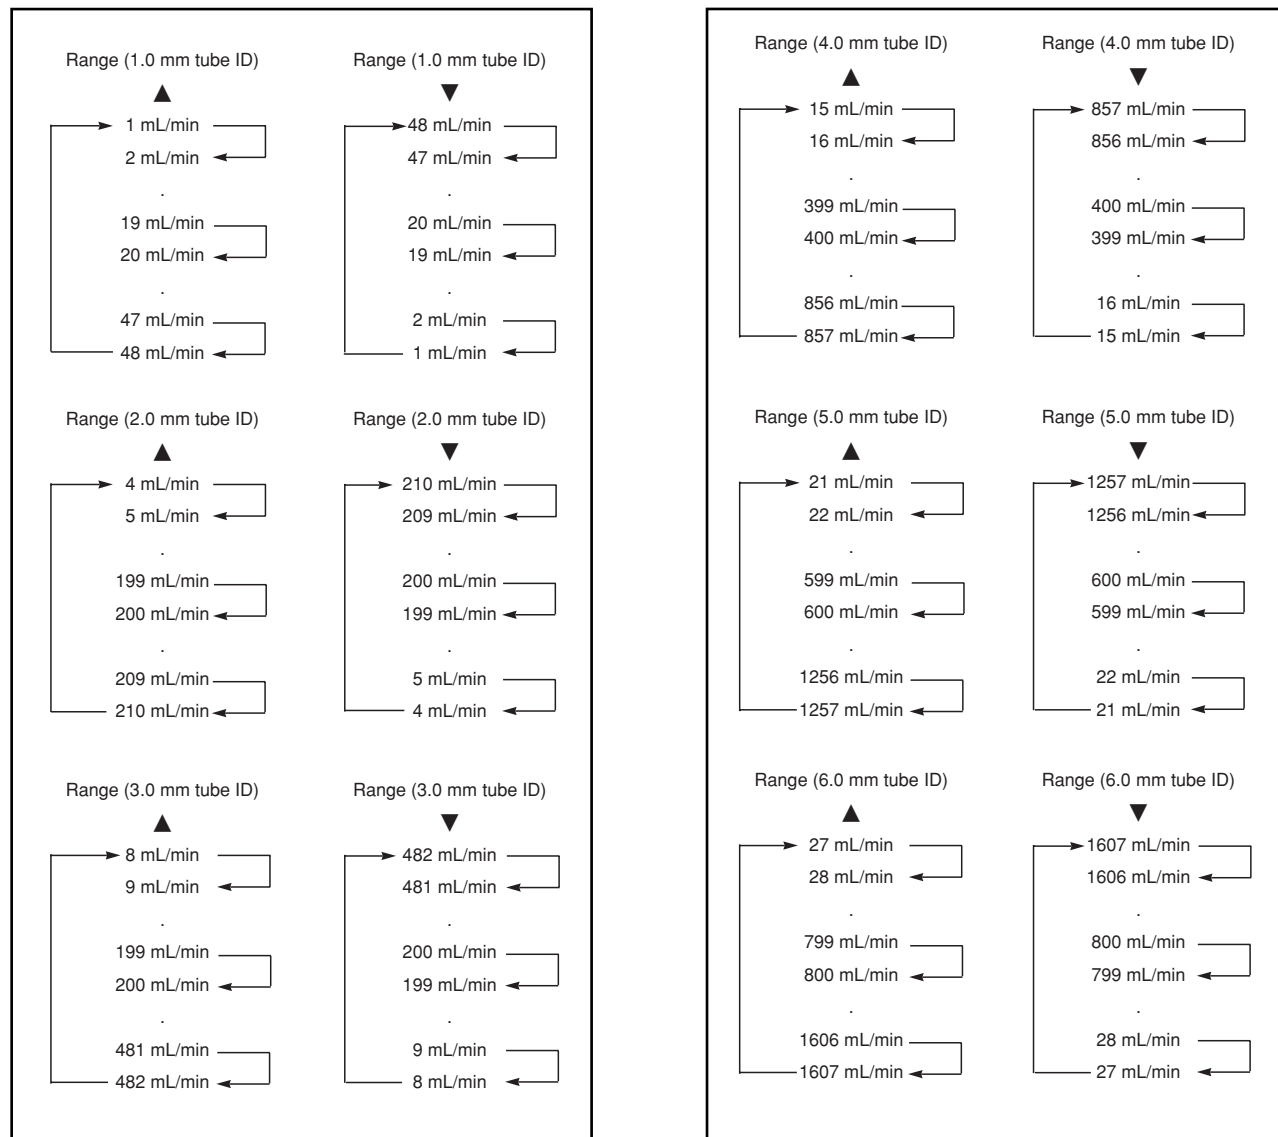 Range (1.0 mm tube ID)
1 mL/min
2 mL/min
.
19 mL/min
20 mL/min
.
47 mL/min
48 mL/min
Range (1.0 mm tube ID)
48 mL/min
47 mL/min
.
20 mL/min
19 mL/min
.
2 mL/min
1 mL/min
Range (2.0 mm tube ID)
4 mL/min
5 mL/min
.
199 mL/min
200 mL/min
.
209 mL/min
210 mL/min
Range (2.0 mm tube ID)
210 mL/min
209 mL/min
.
200 mL/min
199 mL/min
.
5 mL/min
4 mL/min
Range (3.0 mm tube ID)
8 mL/min
9 mL/min
.
199 mL/min
200 mL/min
.
481 mL/min
482 mL/min
Range (3.0 mm tube ID)
482 mL/min
481 mL/min
.
200 mL/min
199 mL/min
.
9 mL/min
8 mL/min
Range (4.0 mm tube ID)
15 mL/min
16 mL/min
.
399 mL/min
400 mL/min
.
856 mL/min
857 mL/min
Range (4.0 mm tube ID)
857 mL/min
856 mL/min
.
400 mL/min
399 mL/min
.
16 mL/min
15 mL/min
Range (5.0 mm tube ID)
21 mL/min
22 mL/min
.
599 mL/min
600 mL/min
.
1256 mL/min
1257 mL/min
Range (5.0 mm tube ID)
1257 mL/min
1256 mL/min
.
600 mL/min
599 mL/min
.
22 mL/min
21 mL/min
Range (6.0 mm tube ID)
27 mL/min
28 mL/min
.
799 mL/min
800 mL/min
.
1606 mL/min
1607 mL/min
Range (6.0 mm tube ID)
1607 mL/min
1606 mL/min
.
800 mL/min
799 mL/min
.
28 mL/min
27 mL/min